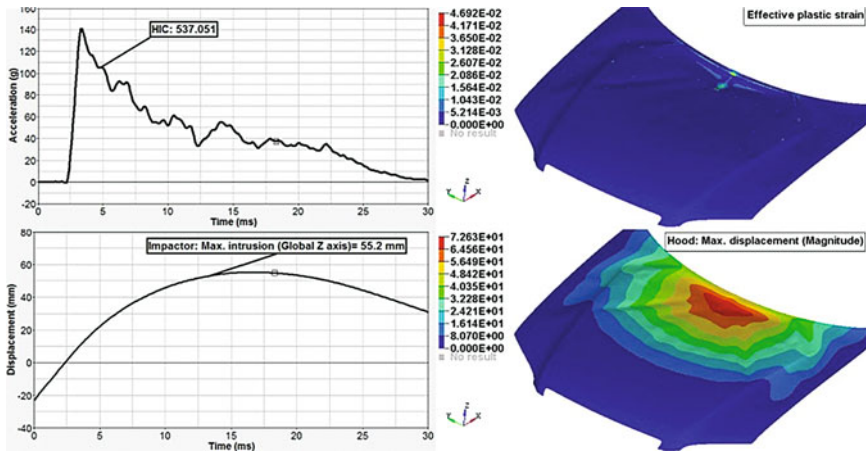 HIC: 537.051
Acceleration (g)
160
140
120
100
80
60
40
20
0
-20
0
5
10
15
20
25
30
Time (ms)
4.692E-02
4.171E-02
3.650E-02
3.128E-02
2.607E-02
2.086E-02
1.564E-02
1.043E-02
5.214E-03
0.000E+00
No result
Y Z X
Effective plastic strain
Impactor: Max. intrusion (Global Z axis)= 55.2 mm
Displacement (mm)
80
60
40
20
0
-20
-40
0
5
10
15
20
25
30
Time (ms)
7.263E+01
6.456E+01
5.649E+01
4.842E+01
4.035E+01
3.228E+01
2.421E+01
1.614E+01
8.070E+00
0.000E+00
No result
Y Z X
Hood: Max. displacement (Magnitude)